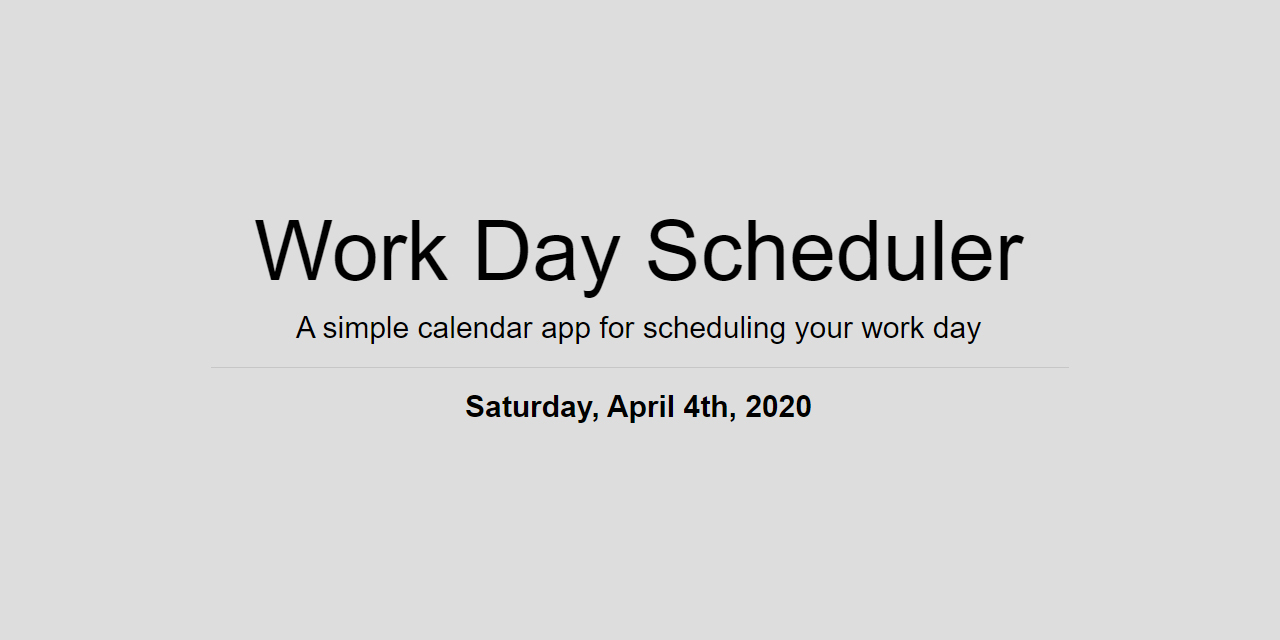 Work Day Scheduler
A simple calendar app for scheduling your work day
Saturday, April 4th, 2020